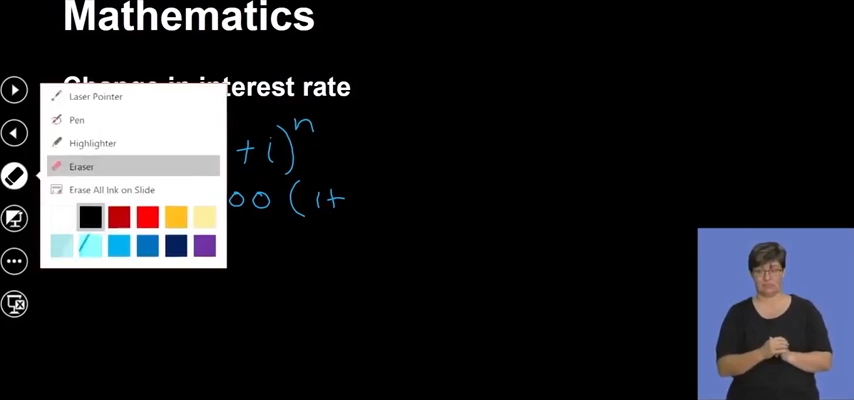 Mathematics
Change in interest rate
Laser Pointer
Pen
Highlighter
Eraser
Erase All Ink on Slide
+ i)ⁿ
00 (1+